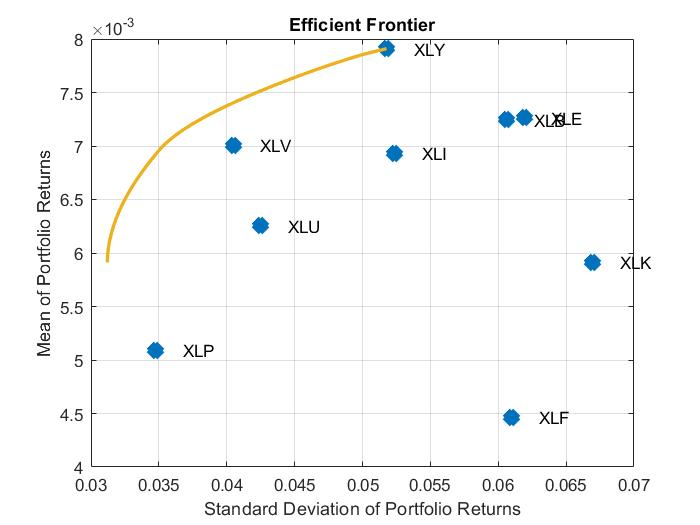 Efficient Frontier
×10-3
8
7.5
7
6.5
6
5.5
5
4.5
4
Mean of Portfolio Returns
XLY
XLB
XLE
XLV
XLI
XLU
XLK
XLP
XLF
0.03 0.035 0.04 0.045 0.05 0.055 0.06 0.065 0.07
Standard Deviation of Portfolio Returns